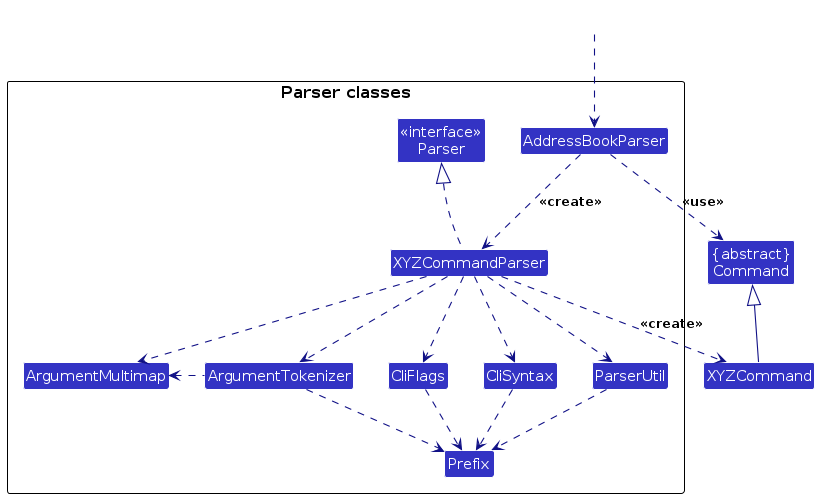 Parser classes
«interface»
Parser
AddressBookParser
«create»
«use»
{abstract}
Command
XYZCommandParser
«create»
ArgumentMultimap
ArgumentTokenizer
CliFlags
CliSyntax
ParserUtil
XYZCommand
Prefix